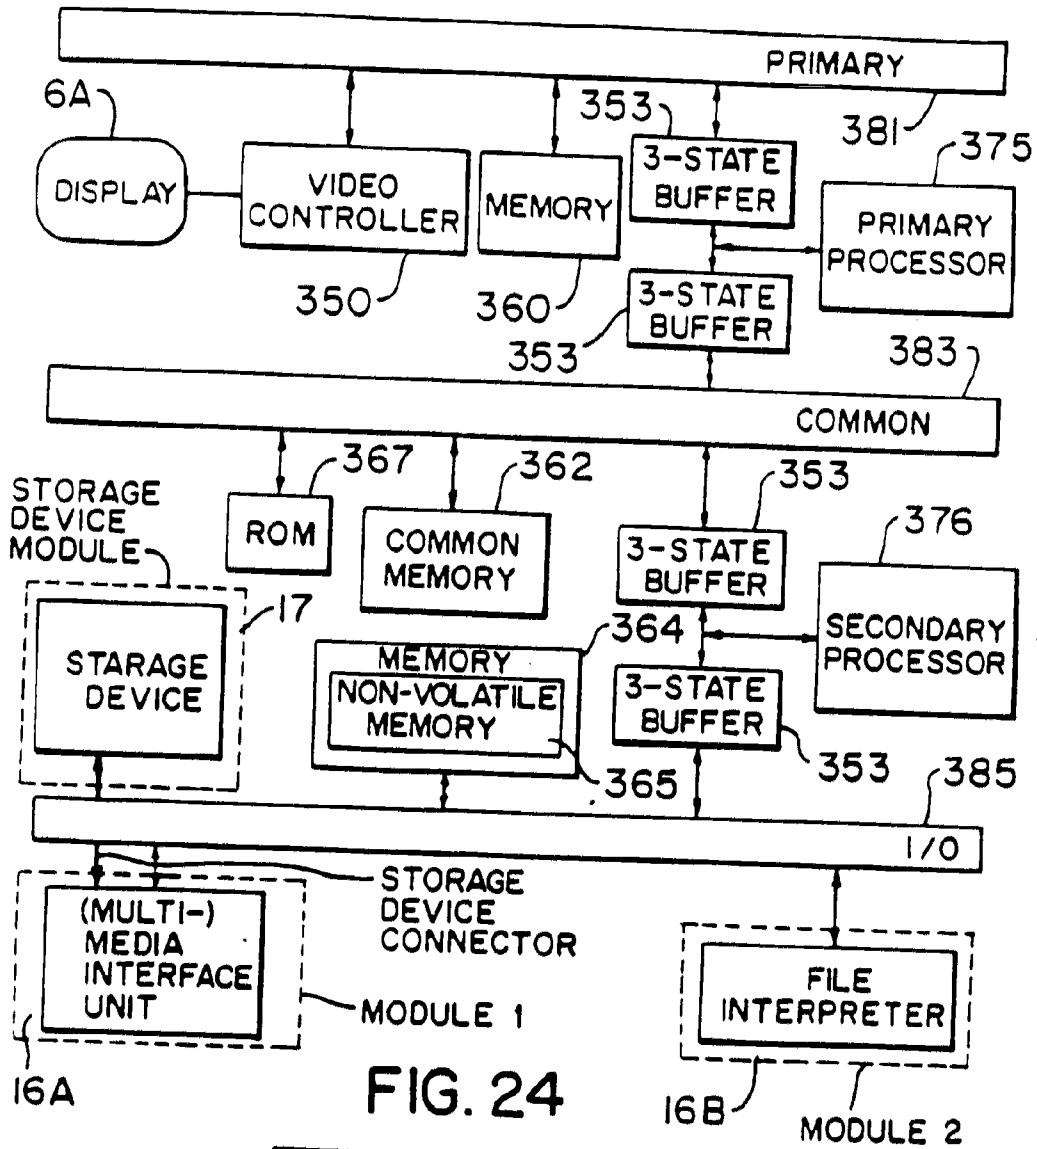 PRIMARY
6A
353
381
375
DISPLAY
VIDEO
CONTROLLER
MEMORY
3-STATE
BUFFER
PRIMARY
PROCESSOR
350
360
3-STATE
BUFFER
353
383
COMMON
367
362
353
376
STORAGE
DEVICE
MODULE
ROM
COMMON
MEMORY
3-STATE
BUFFER
17
STARAGE
DEVICE
364
SECONDARY
PROCESSOR
MEMORY
NON-VOLATILE
MEMORY
3-STATE
BUFFER
365
353
385
I/O
STORAGE
DEVICE
CONNECTOR
(MULTI-)
MEDIA
INTERFACE
UNIT
FILE
INTERPRETER
MODULE 1
16A
FIG. 24
16B
MODULE 2